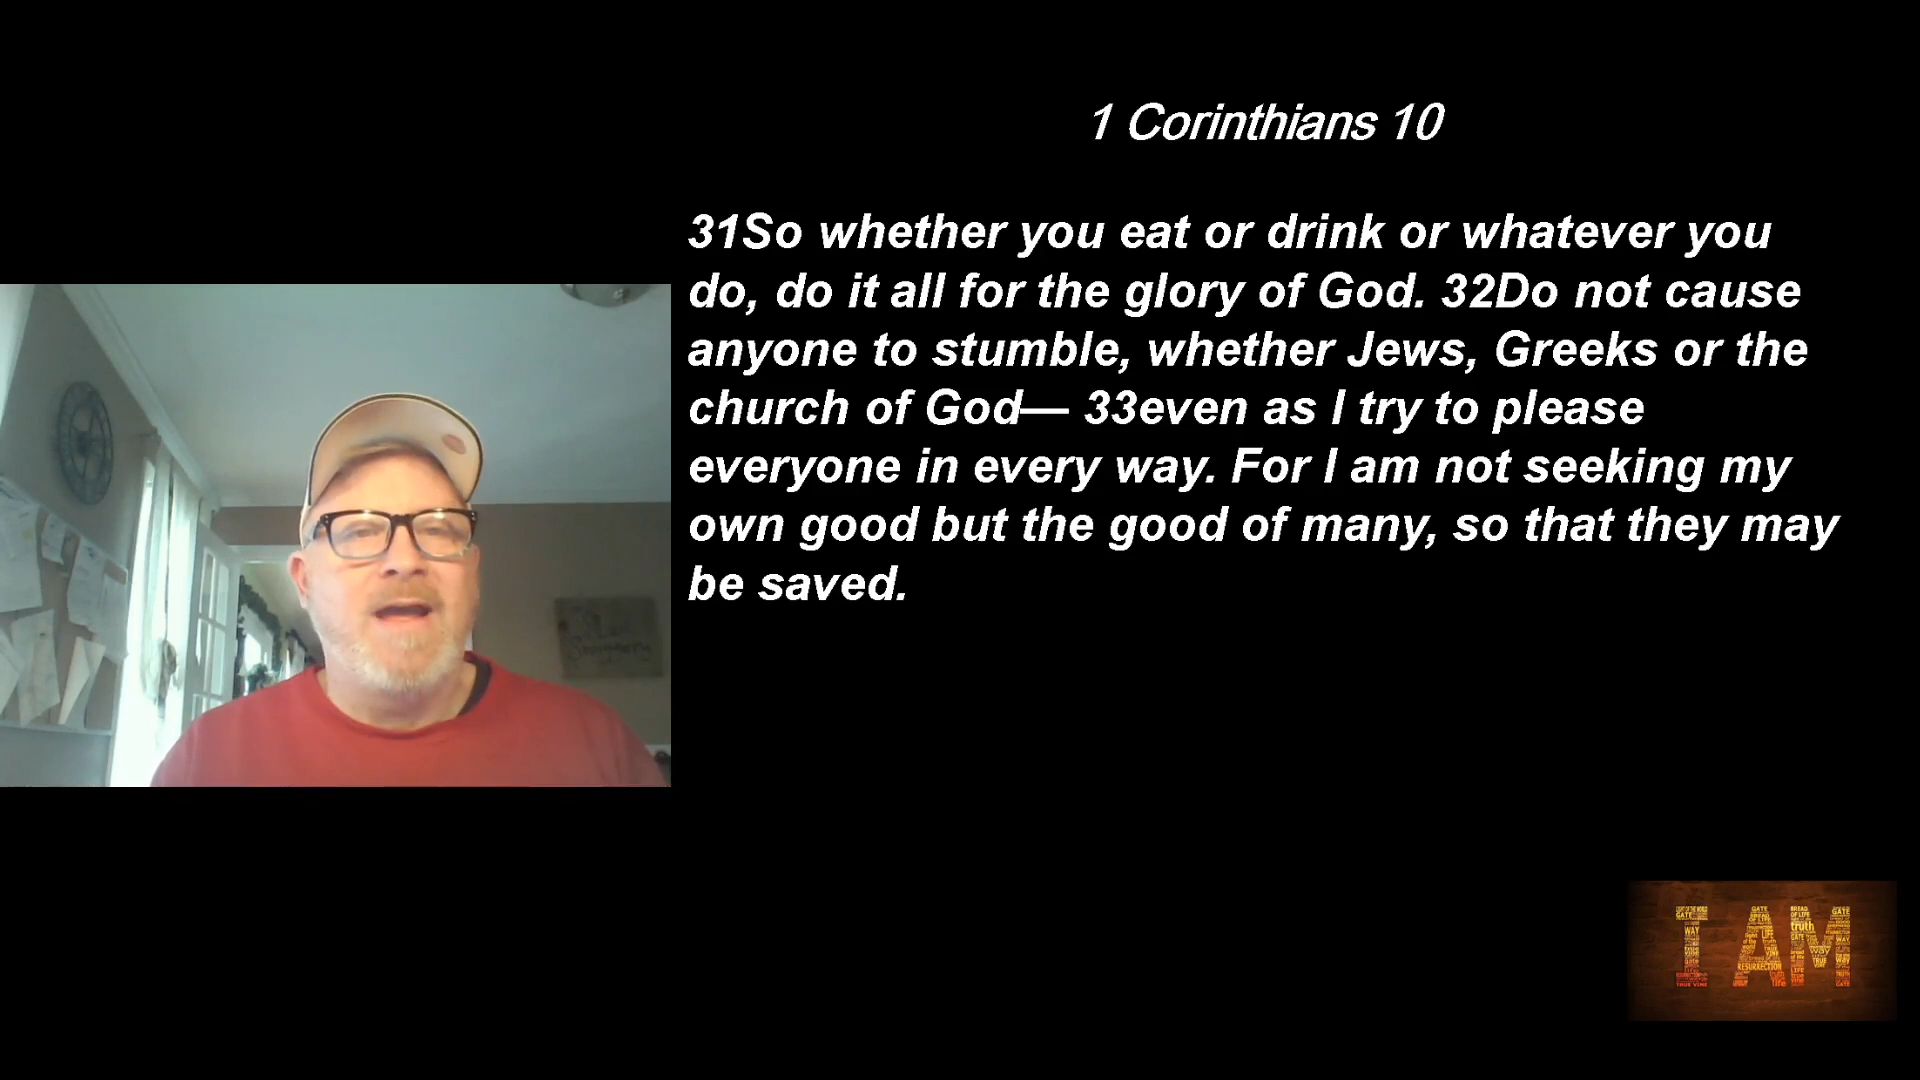 1 Corinthians 10
31So whether you eat or drink or whatever you
do, do it all for the glory of God. 32Do not cause
anyone to stumble, whether Jews, Greeks or the
church of God— 33even as I try to please
everyone in every way. For I am not seeking my
own good but the good of many, so that they may
be saved.
I AM